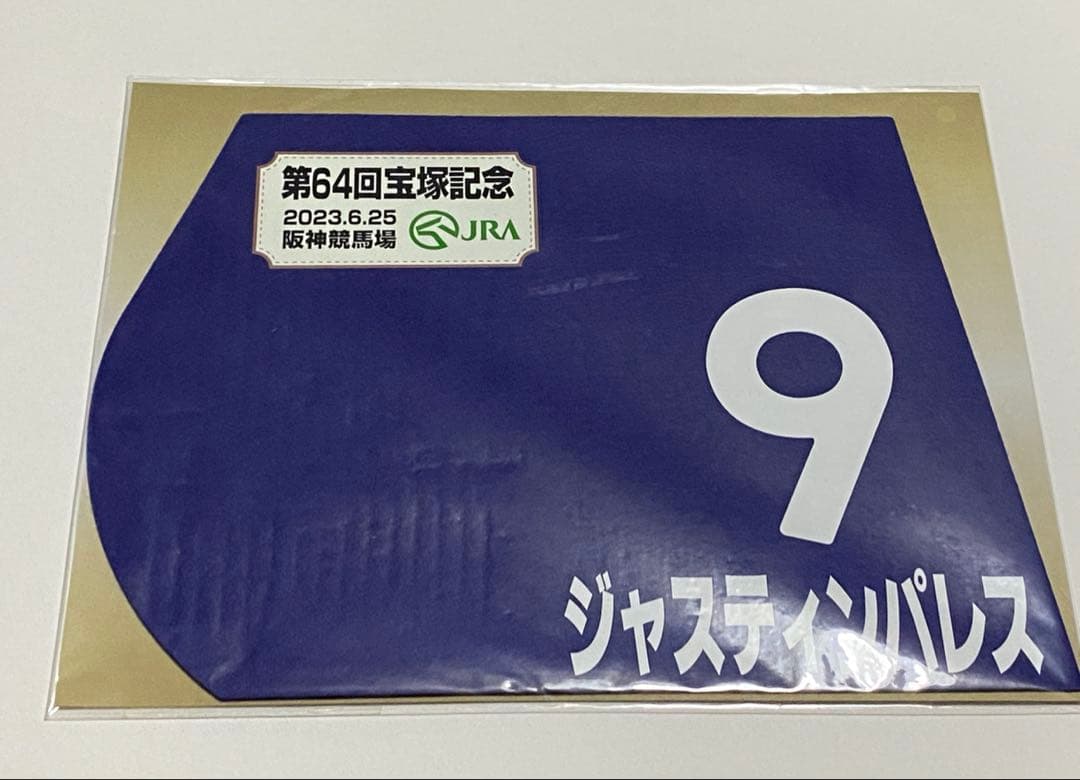 第64回宝塚記念
2023.6.25
阪神競馬場
JRA
9
ジャスティンパレス